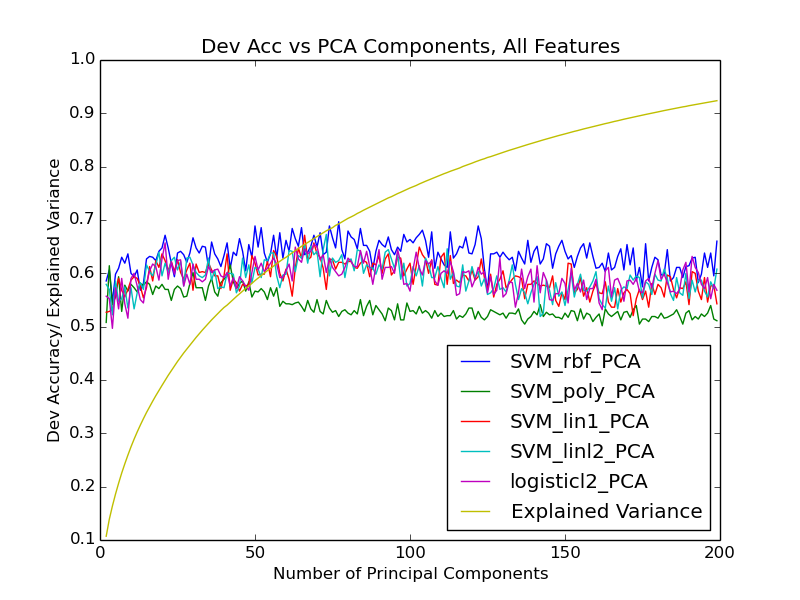 Dev Acc vs PCA Components, All Features
1.0
0.9
0.8
0.7
0.6
0.5
0.4
0.3
0.2
0.1
Dev Accuracy/ Explained Variance
SVM_rbf_PCA
SVM_poly_PCA
SVM_lin1_PCA
SVM_linl2_PCA
logisticl2_PCA
Explained Variance
0 50 100 150 200
Number of Principal Components